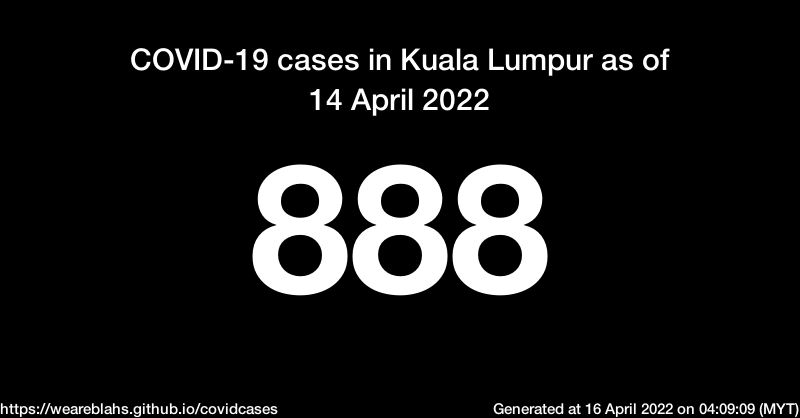 COVID-19 cases in Kuala Lumpur as of
14 April 2022
888
https://weareblahs.github.io/covidcases
Generated at 16 April 2022 on 04:09:09 (MYT)